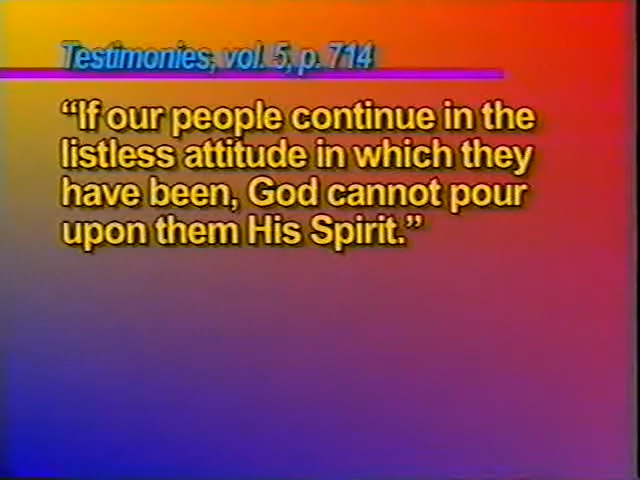 Testimonies, vol. 5, p. 714
“If our people continue in the
listless attitude in which they
have been, God cannot pour
upon them His Spirit.”